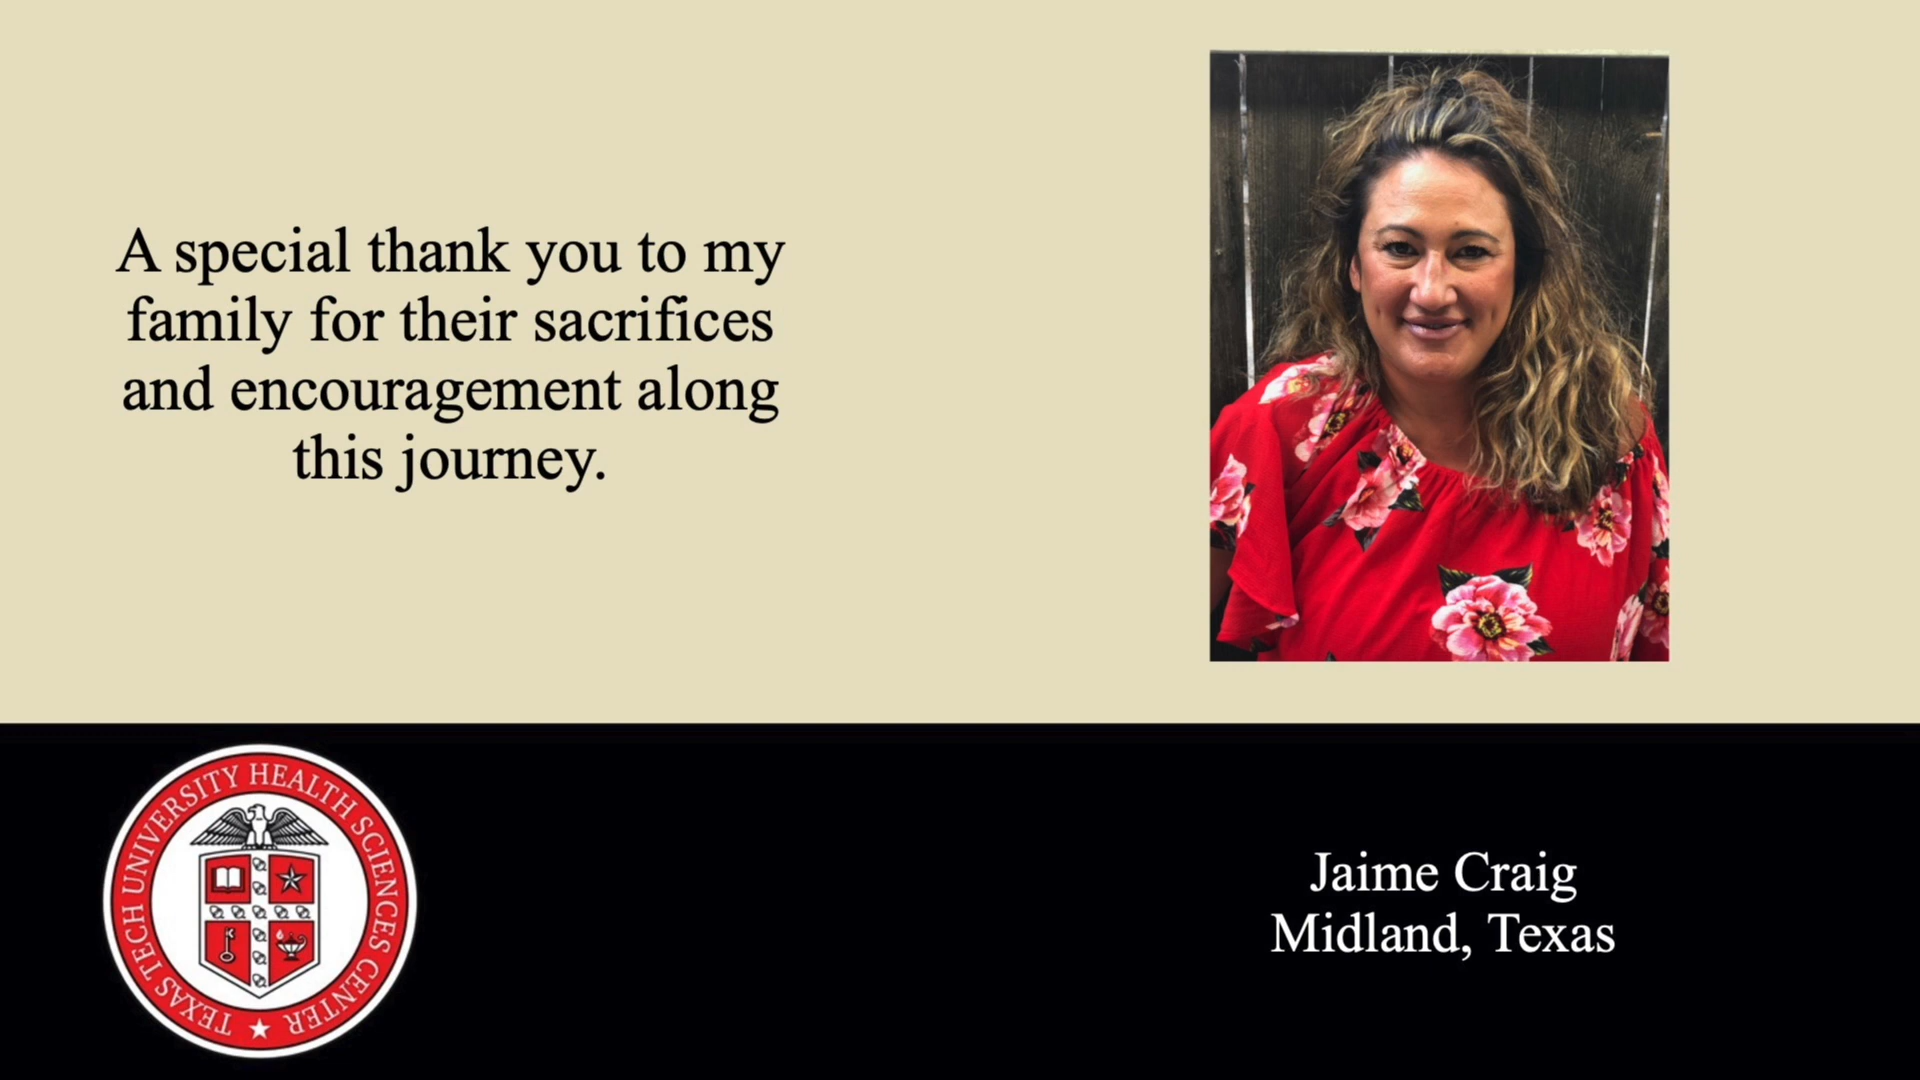 A special thank you to my
family for their sacrifices
and encouragement along
this journey.
TEXAS TECH UNIVERSITY HEALTH SCIENCES CENTER
Jaime Craig
Midland, Texas